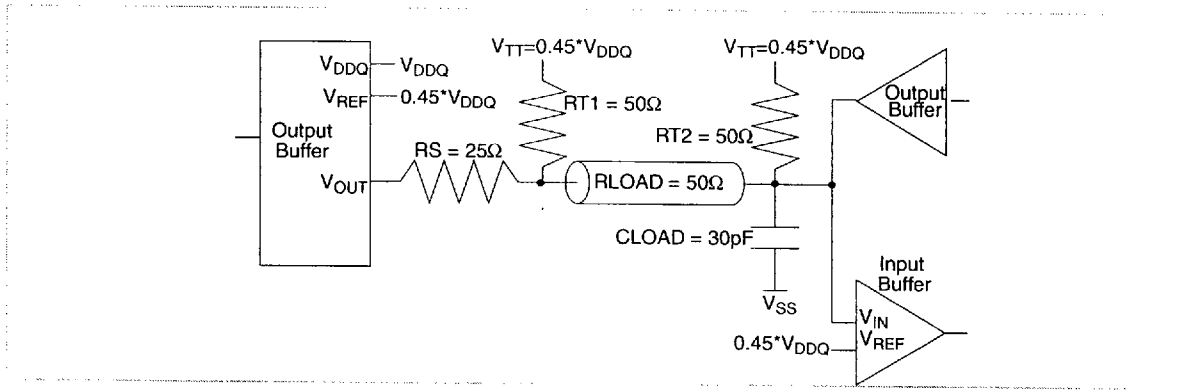 VTT=0.45*VDDQ
VTT=0.45*VDDQ
VDDQ
VDDQ
VREF
0.45*VDDQ
Output
Buffer
RT1 = 50Ω
Output
Buffer
RT2 = 50Ω
RS = 25Ω
VOUT
RLOAD = 50Ω
CLOAD = 30pF
VSS
Input
Buffer
VIN
VREF
0.45*VDDQ